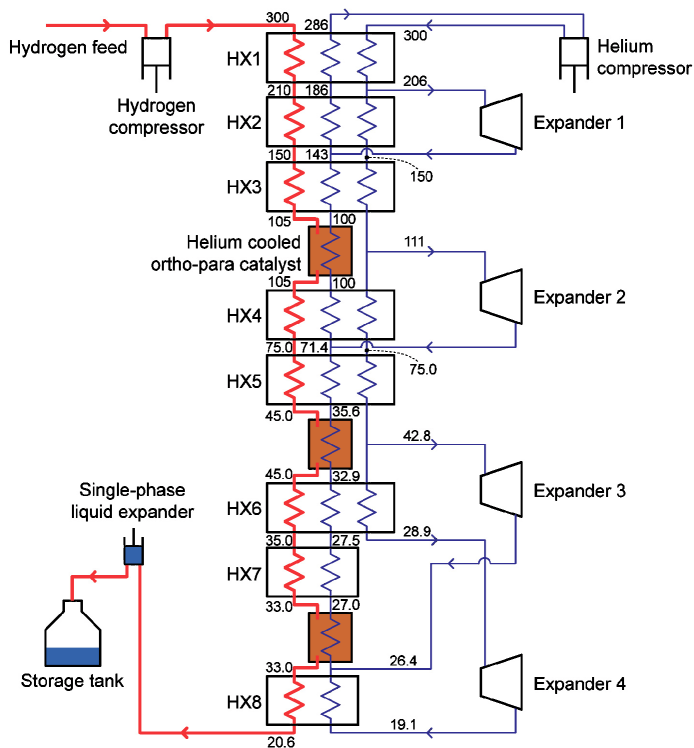 300
286
Hydrogen feed
300
Helium
compressor
HX1
Hydrogen
compressor
210
186
206
HX2
Expander 1
150
143
150
HX3
105
100
Helium cooled
ortho-para catalyst
111
105
100
Expander 2
HX4
75.0
71.4
75.0
HX5
45.0
35.6
42.8
45.0
32.9
Single-phase
liquid expander
Expander 3
HX6
28.9
35.0
27.5
HX7
33.0
27.0
33.0
26.4
Storage tank
Expander 4
HX8
19.1
20.6